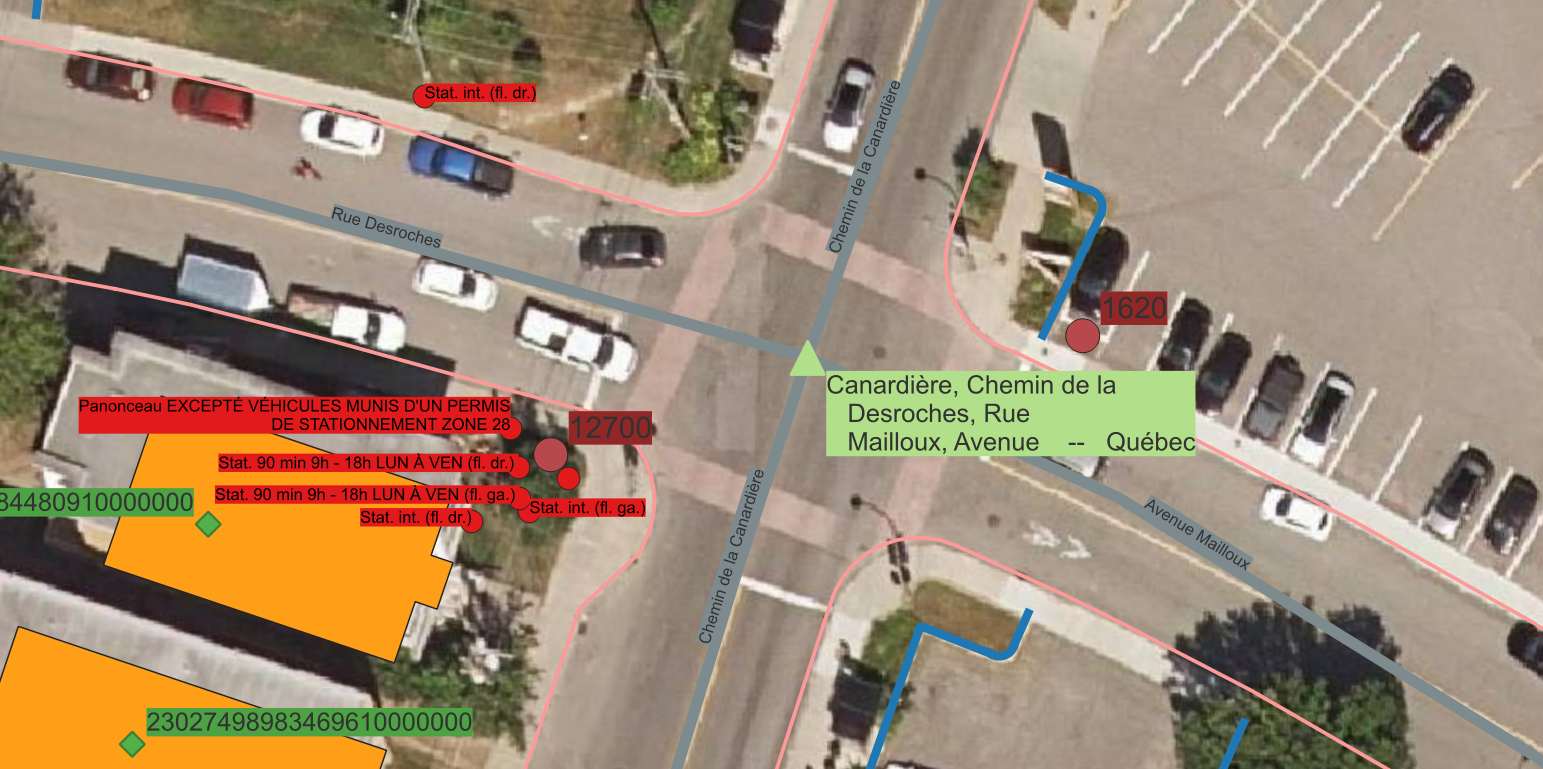 Stat. int. (fl. dr.)
Chemin de la Canardière
Rue Desroches
1620
Canardière, Chemin de la
Desroches, Rue
Mailloux, Avenue -- Québec
Panonceau EXCEPTÉ VÉHICULES MUNIS D'UN PERMIS
DE STATIONNEMENT ZONE 28
12700
Stat. 90 min 9h - 18h LUN À VEN (fl. dr.)
Stat. 90 min 9h - 18h LUN À VEN (fl. ga.)
84480910000000
Stat. int. (fl. ga.)
Stat. int. (fl. dr.)
Avenue Mailloux
Chemin de la Canardière
23027498983469610000000